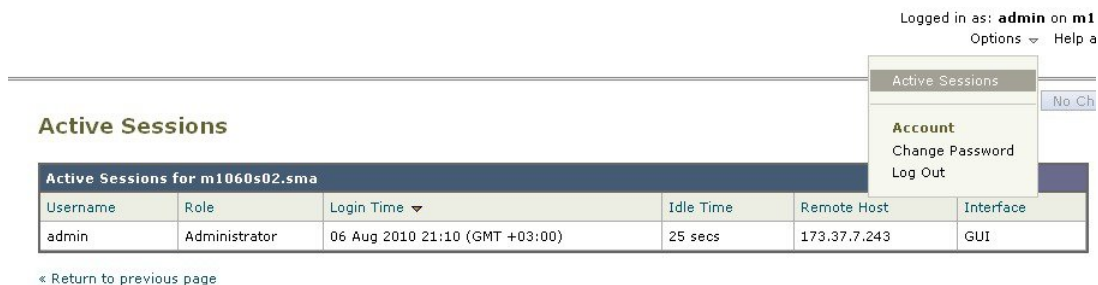 Logged in as: admin on m1
Options Help a
Active Sessions
No Ch
Account
Change Password
Log Out
Active Sessions
Active Sessions for m1060s02.sma
Username Role Login Time Idle Time Remote Host Interface
admin Administrator 06 Aug 2010 21:10 (GMT +03:00) 25 secs 173.37.7.243 GUI
« Return to previous page